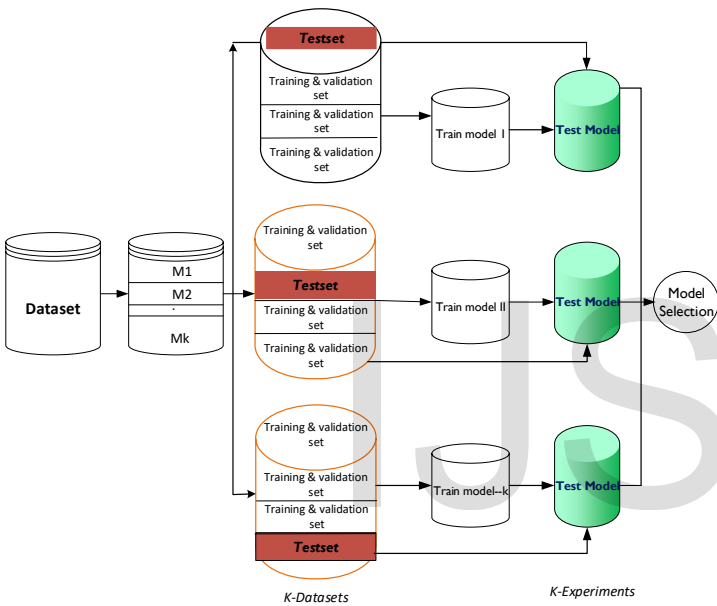 Testset
Training & validation
set
Training & validation
set
Training & validation
set
Train model I
Test Model
Dataset
M1
M2
.
Mk
Training & validation
set
Testset
Training & validation
set
Training & validation
set
Train model II
Test Model
Model
Selection
Training & validation
set
Training & validation
set
Training & validation
set
Testset
Train model--k
Test Model
K-Datasets
K-Experiments
IJS